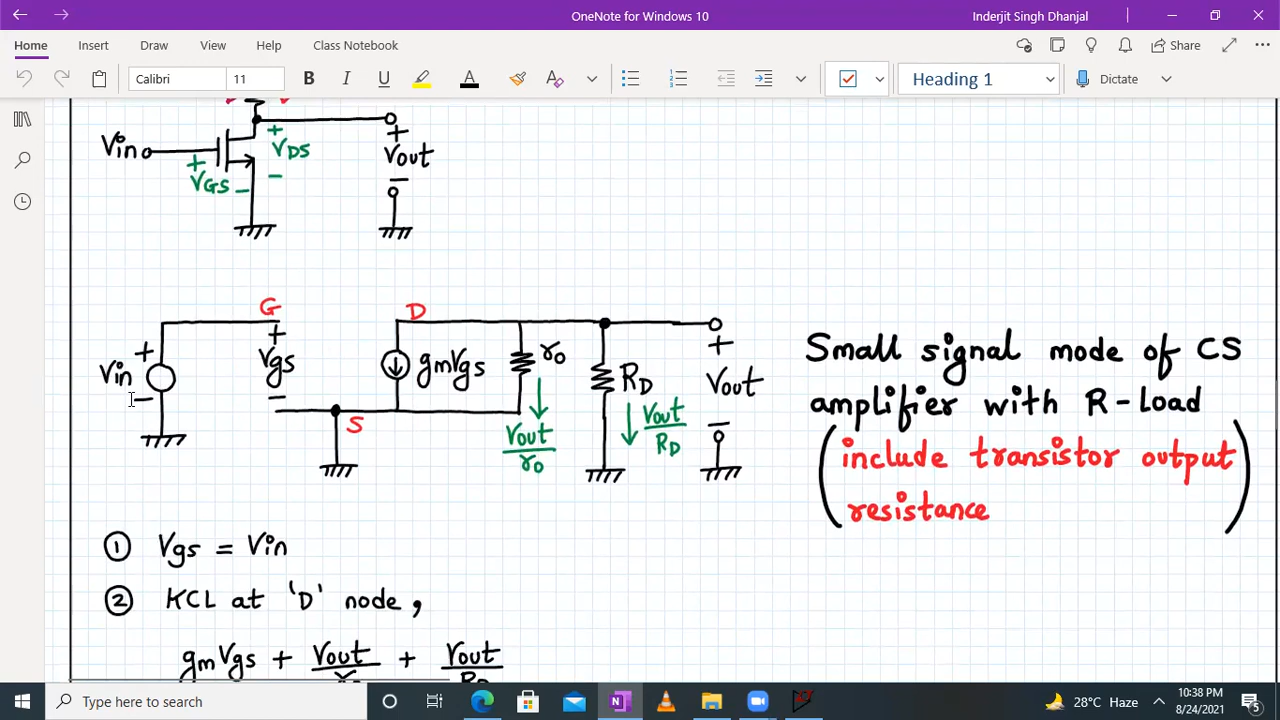 OneNote for Windows 10
Inderjit Singh Dhanjal
Home Insert Draw View Help Class Notebook
Share
Calibri 11 B I U A Heading 1 Dictate
Vin
+ VGS −
+ VDS −
+ Vout −
G
D
S
+ Vin −
+ Vgs −
gmVgs
ro
RD
+ Vout −
Vout/ro
Vout/RD
Small signal mode of CS
amplifier with R-load
(include transistor output
resistance)
① Vgs = Vin
② KCL at 'D' node,
gmVgs + Vout/ro + Vout/RD
Type here to search
28°C Haze
10:38 PM
8/24/2021
5